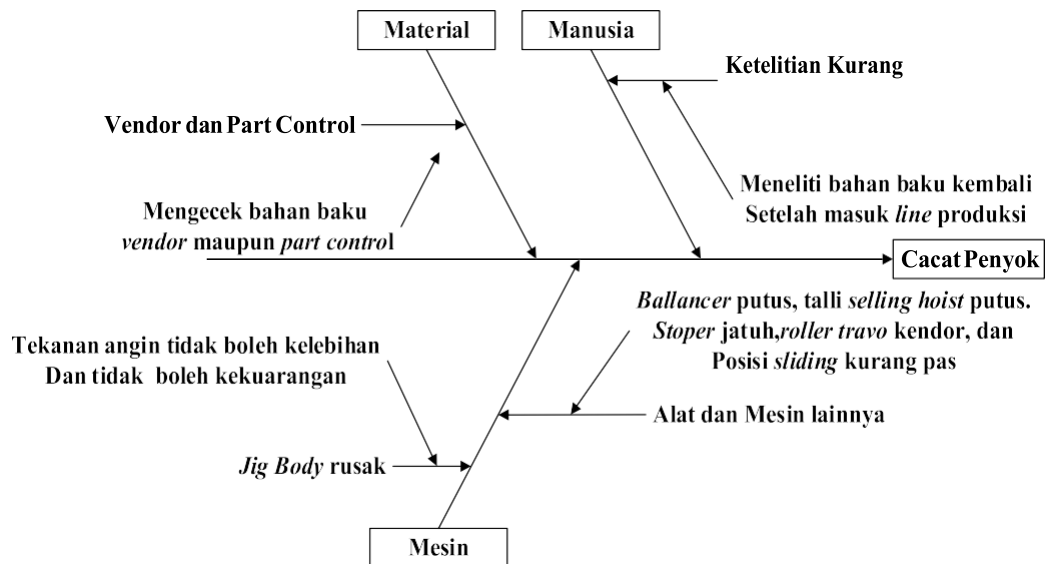 Material
Manusia
Ketelitian Kurang
Vendor dan Part Control
Meneliti bahan baku kembali
Setelah masuk line produksi
Mengecek bahan baku
vendor maupun part control
Cacat Penyok
Ballancer putus, talli selling hoist putus.
Stoper jatuh,roller travo kendor, dan
Posisi sliding kurang pas
Tekanan angin tidak boleh kelebihan
Dan tidak boleh kekuarangan
Alat dan Mesin lainnya
Jig Body rusak
Mesin